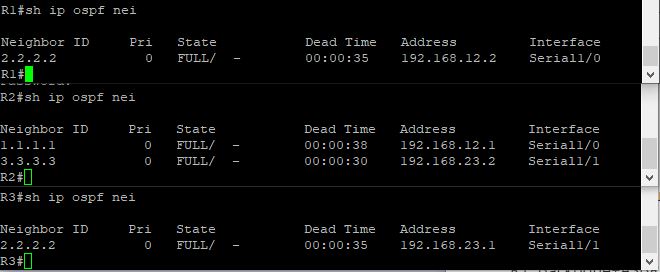 R1#sh ip ospf nei
Neighbor ID     Pri   State           Dead Time   Address         Interface
2.2.2.2           0   FULL/  -        00:00:35    192.168.12.2    Serial1/0
R1#
R2#sh ip ospf nei
Neighbor ID     Pri   State           Dead Time   Address         Interface
1.1.1.1           0   FULL/  -        00:00:38    192.168.12.1    Serial1/0
3.3.3.3           0   FULL/  -        00:00:30    192.168.23.2    Serial1/1
R2#
R3#sh ip ospf nei
Neighbor ID     Pri   State           Dead Time   Address         Interface
2.2.2.2           0   FULL/  -        00:00:35    192.168.23.1    Serial1/1
R3#